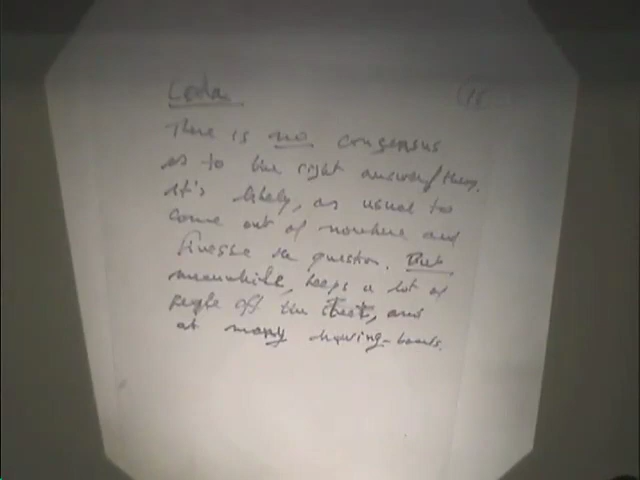 Coda
There is no consensus
as to the right answer/theory.
It's likely, as usual to
come out of nowhere and
finesse the question. But
meanwhile, keeps a lot of
people off the streets, and
at many drawing-boards.